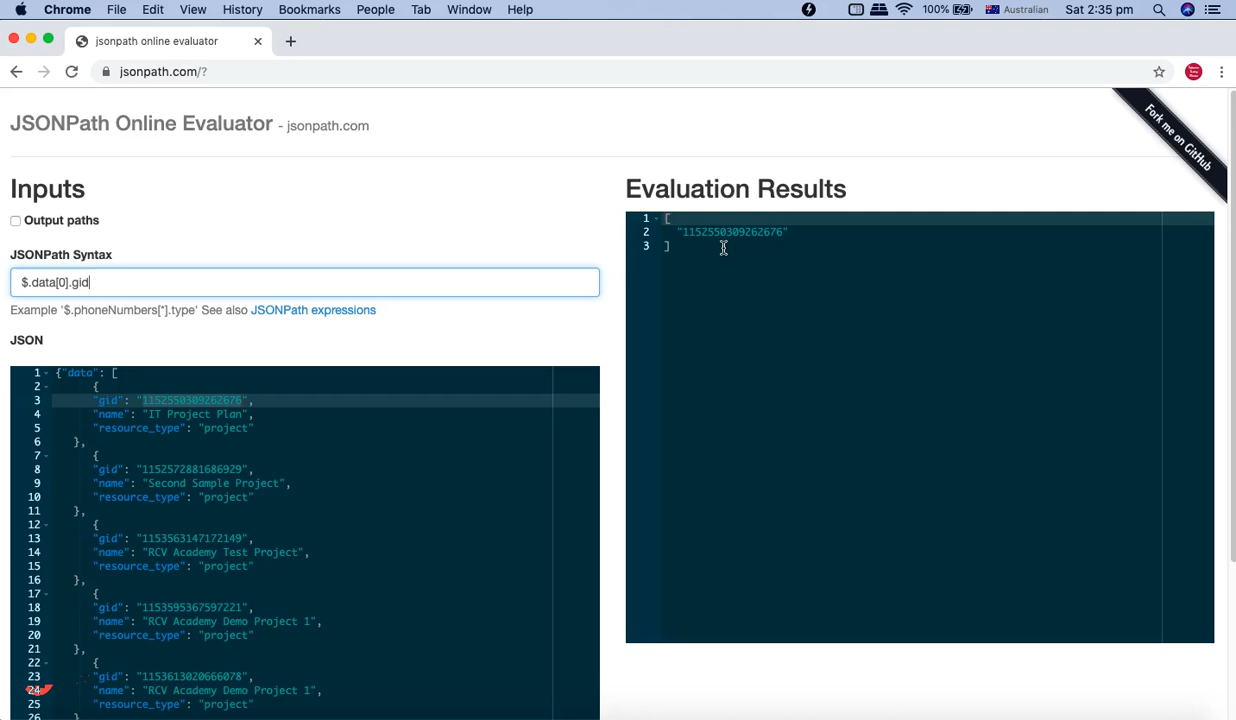 Chrome File Edit View History Bookmarks People Tab Window Help 100% Australian Sat 2:35 pm
jsonpath online evaluator
jsonpath.com/?
JSONPath Online Evaluator - jsonpath.com
Fork me on GitHub
Inputs
Output paths
JSONPath Syntax
$.data[0].gid
Example '$.phoneNumbers[*].type' See also JSONPath expressions
JSON
1 {"data": [
2 {
3 "gid": "1152550309262676",
4 "name": "IT Project Plan",
5 "resource_type": "project"
6 },
7 {
8 "gid": "1152572881686929",
9 "name": "Second Sample Project",
10 "resource_type": "project"
11 },
12 {
13 "gid": "1153563147172149",
14 "name": "RCV Academy Test Project",
15 "resource_type": "project"
16 },
17 {
18 "gid": "1153595367597221",
19 "name": "RCV Academy Demo Project 1",
20 "resource_type": "project"
21 },
22 {
23 "gid": "1153613020666078",
24 "name": "RCV Academy Demo Project 1",
25 "resource_type": "project"
26 },
Evaluation Results
1 [
2 "1152550309262676"
3 ]